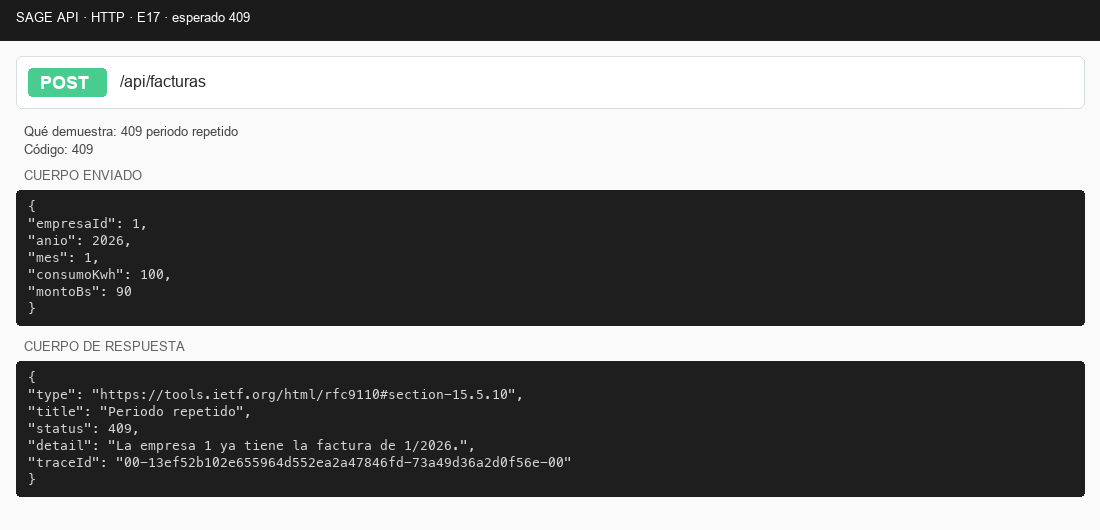 SAGE API · HTTP · E17 · esperado 409
POST /api/facturas
Qué demuestra: 409 periodo repetido
Código: 409
CUERPO ENVIADO
{
"empresaId": 1,
"anio": 2026,
"mes": 1,
"consumoKwh": 100,
"montoBs": 90
}
CUERPO DE RESPUESTA
{
"type": "https://tools.ietf.org/html/rfc9110#section-15.5.10",
"title": "Periodo repetido",
"status": 409,
"detail": "La empresa 1 ya tiene la factura de 1/2026.",
"traceId": "00-13ef52b102e655964d552ea2a47846fd-73a49d36a2d0f56e-00"
}